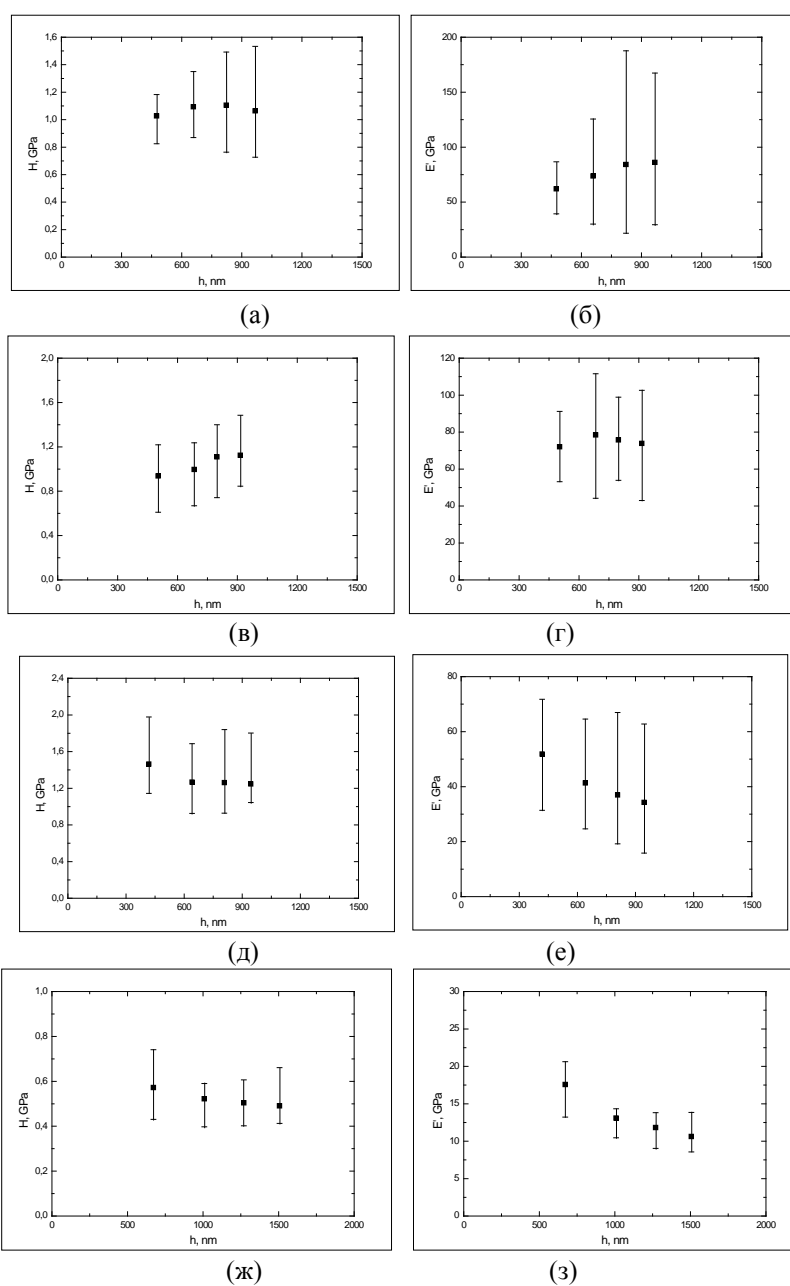 1,6
1,4
1,2
1,0
0,8
0,6
0,4
0,2
0,0
H, GPa
0 300 600 900 1200 1500
h, nm
(а)
200
150
100
50
0
E', GPa
0 300 600 900 1200 1500
h, nm
(б)
2,0
1,6
1,2
0,8
0,4
0,0
H, GPa
0 300 600 900 1200 1500
h, nm
(в)
120
100
80
60
40
20
0
E', GPa
0 300 600 900 1200 1500
h, nm
(г)
2,4
2,0
1,6
1,2
0,8
0,4
0,0
H, GPa
0 300 600 900 1200 1500
h, nm
(д)
80
60
40
20
0
E', GPa
0 300 600 900 1200 1500
h, nm
(е)
1,0
0,8
0,6
0,4
0,2
0,0
H, GPa
0 500 1000 1500 2000
h, nm
(ж)
30
25
20
15
10
5
0
E', GPa
0 500 1000 1500 2000
h, nm
(з)